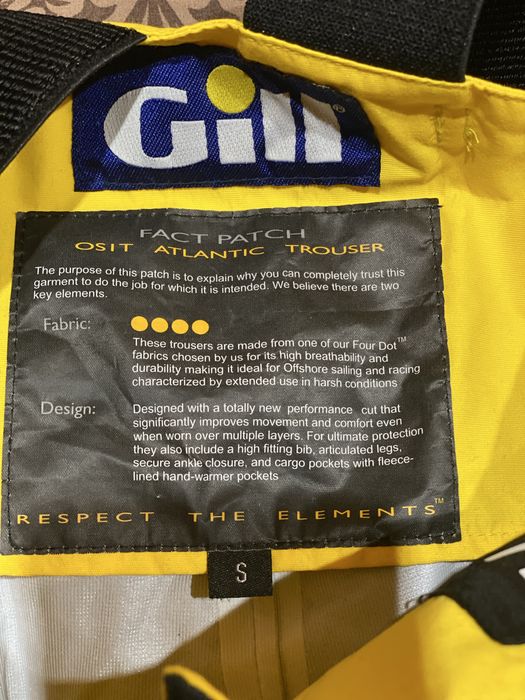 Gill®
FACT PATCH
OS1T ATLANTIC TROUSER
The purpose of this patch is to explain why you can completely trust this
garment to do the job for which it is intended. We believe there are two
key elements.
Fabric:
These trousers are made from one of our Four Dot™
fabrics chosen by us for its high breathability and
durability making it ideal for Offshore sailing and racing
characterized by extended use in harsh conditions
Design:
Designed with a totally new performance cut that
significantly improves movement and comfort even
when worn over multiple layers. For ultimate protection
they also include a high fitting bib, articulated legs,
secure ankle closure, and cargo pockets with fleece-
lined hand-warmer pockets
RESPECT THE ELEMENTS™
S